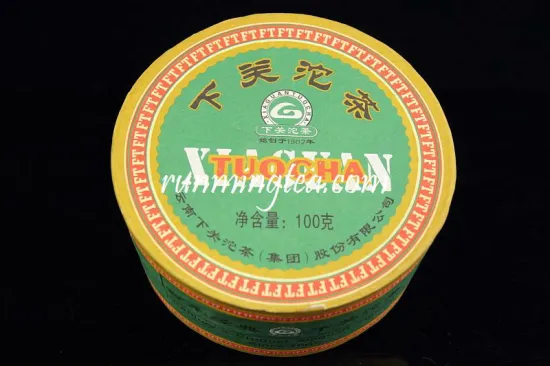 下关沱茶
XIAGUANTUOCHA
下关沱茶
始创于1902年
XIAGUAN
TUOCHA
runmingtea.com
净含量: 100克
云南下关沱茶(集团)股份有限公司